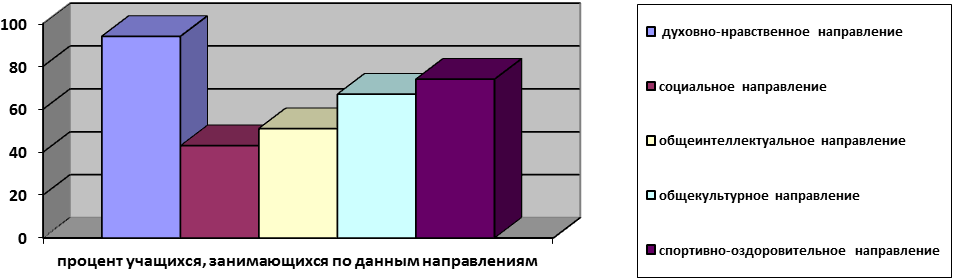 100
80
60
40
20
0
процент учащихся, занимающихся по данным направлениям
духовно-нравственное направление
социальное направление
общеинтеллектуальное направление
общекультурное направление
спортивно-оздоровительное направление